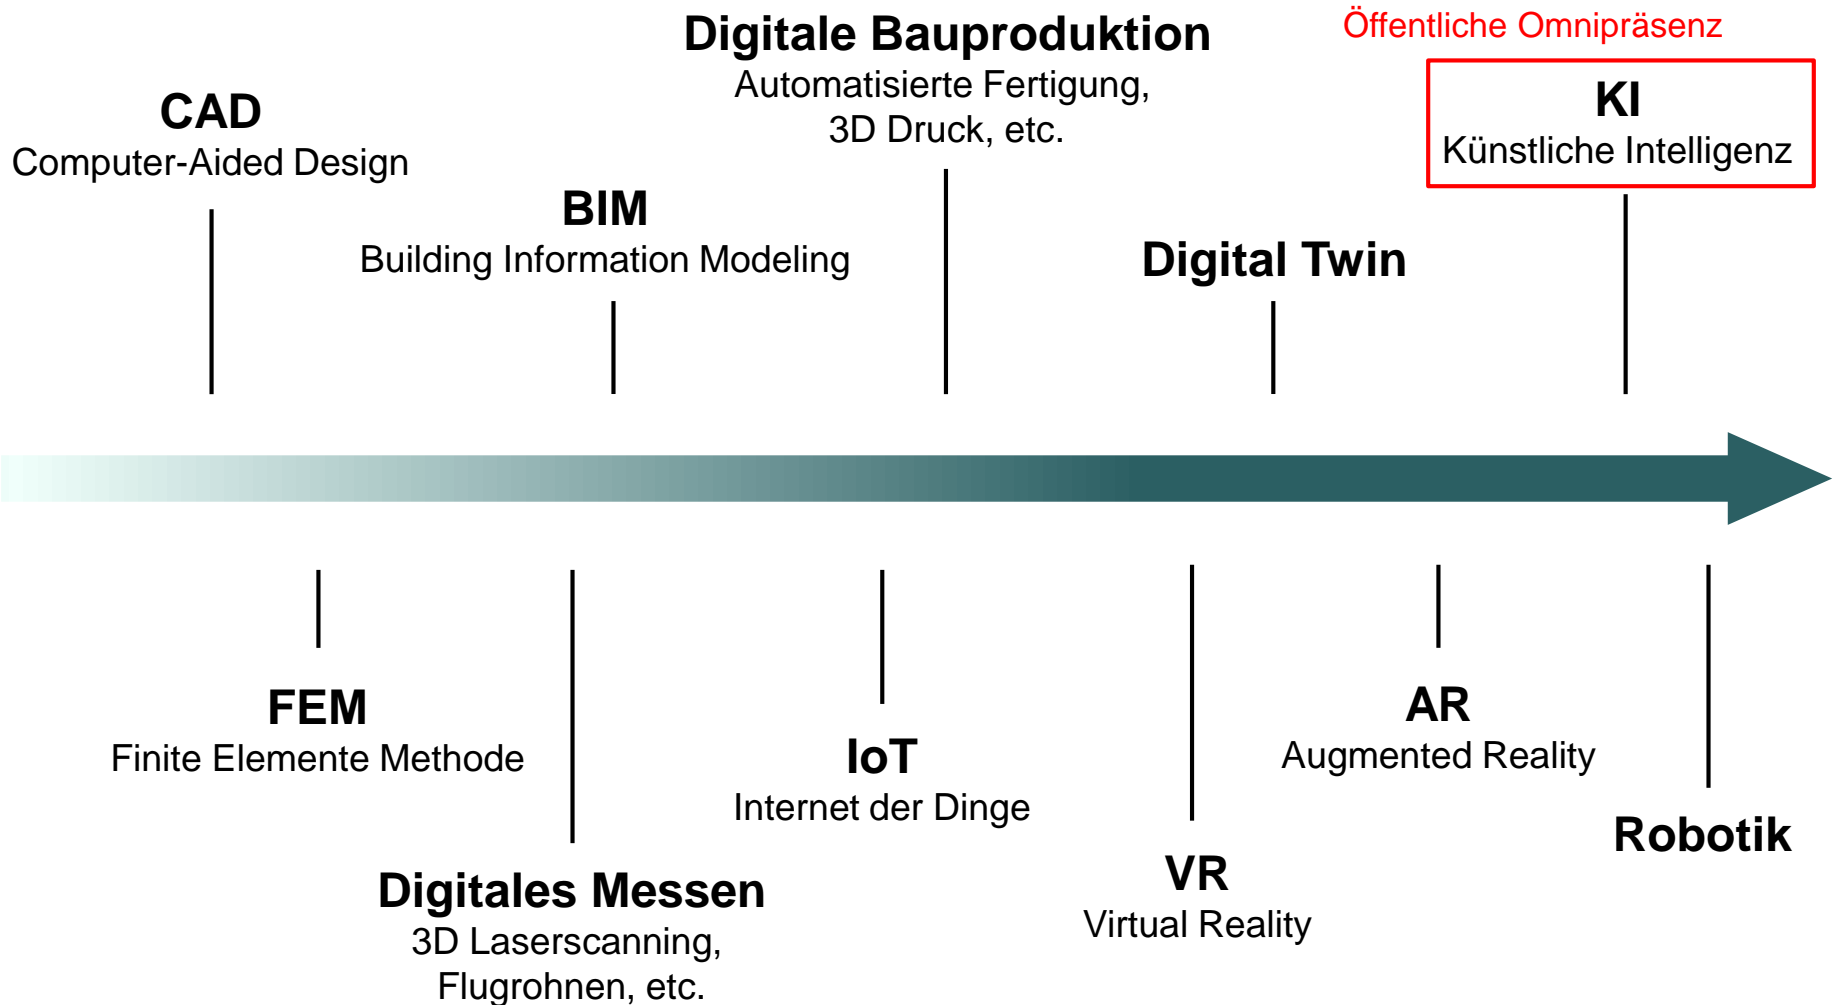 Digitale Bauproduktion
Automatisierte Fertigung,
3D Druck, etc.
Öffentliche Omnipräsenz
CAD
Computer-Aided Design
KI
Künstliche Intelligenz
BIM
Building Information Modeling
Digital Twin
FEM
Finite Elemente Methode
AR
Augmented Reality
IoT
Internet der Dinge
Robotik
Digitales Messen
3D Laserscanning,
Flugrohnen, etc.
VR
Virtual Reality